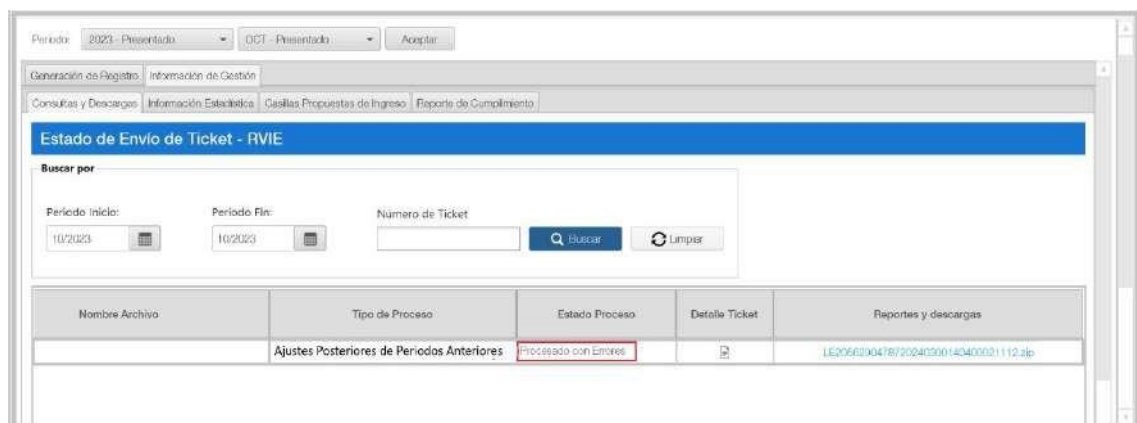 Periodo: 2023 - Presentado OCT - Presentado Aceptar
Generación de Registro Información de Gestión
Consultas y Descargas Información Estadística Casillas Propuestas de Ingreso Reporte de Cumplimiento
Estado de Envío de Ticket - RVIE
Buscar por
Periodo Inicio: Periodo Fin: Número de Ticket
10/2023 10/2023 Buscar Limpiar
Nombre Archivo Tipo de Proceso Estado Proceso Detalle Ticket Reportes y descargas
Ajustes Posteriores de Periodos Anteriores Procesado con Errores